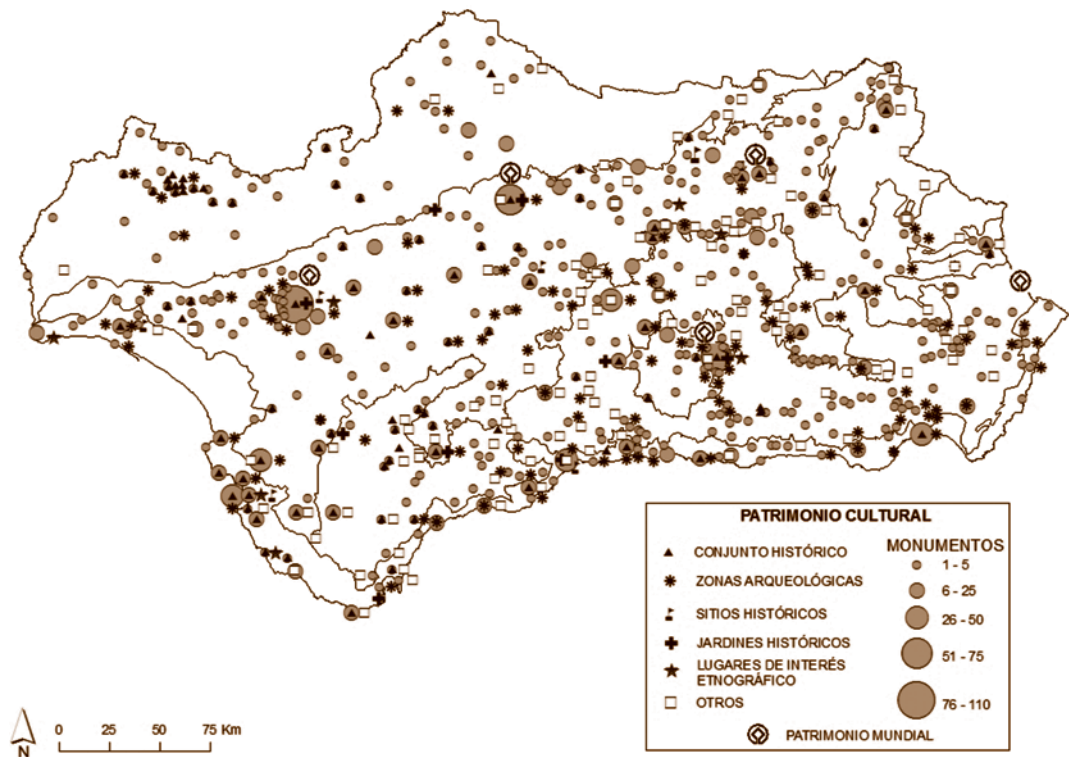 PATRIMONIO CULTURAL
CONJUNTO HISTÓRICO
ZONAS ARQUEOLÓGICAS
SITIOS HISTÓRICOS
JARDINES HISTÓRICOS
LUGARES DE INTERÉS
ETNOGRÁFICO
OTROS
MONUMENTOS
1 - 5
6 - 25
26 - 50
51 - 75
76 - 110
PATRIMONIO MUNDIAL
N
0 25 50 75 Km